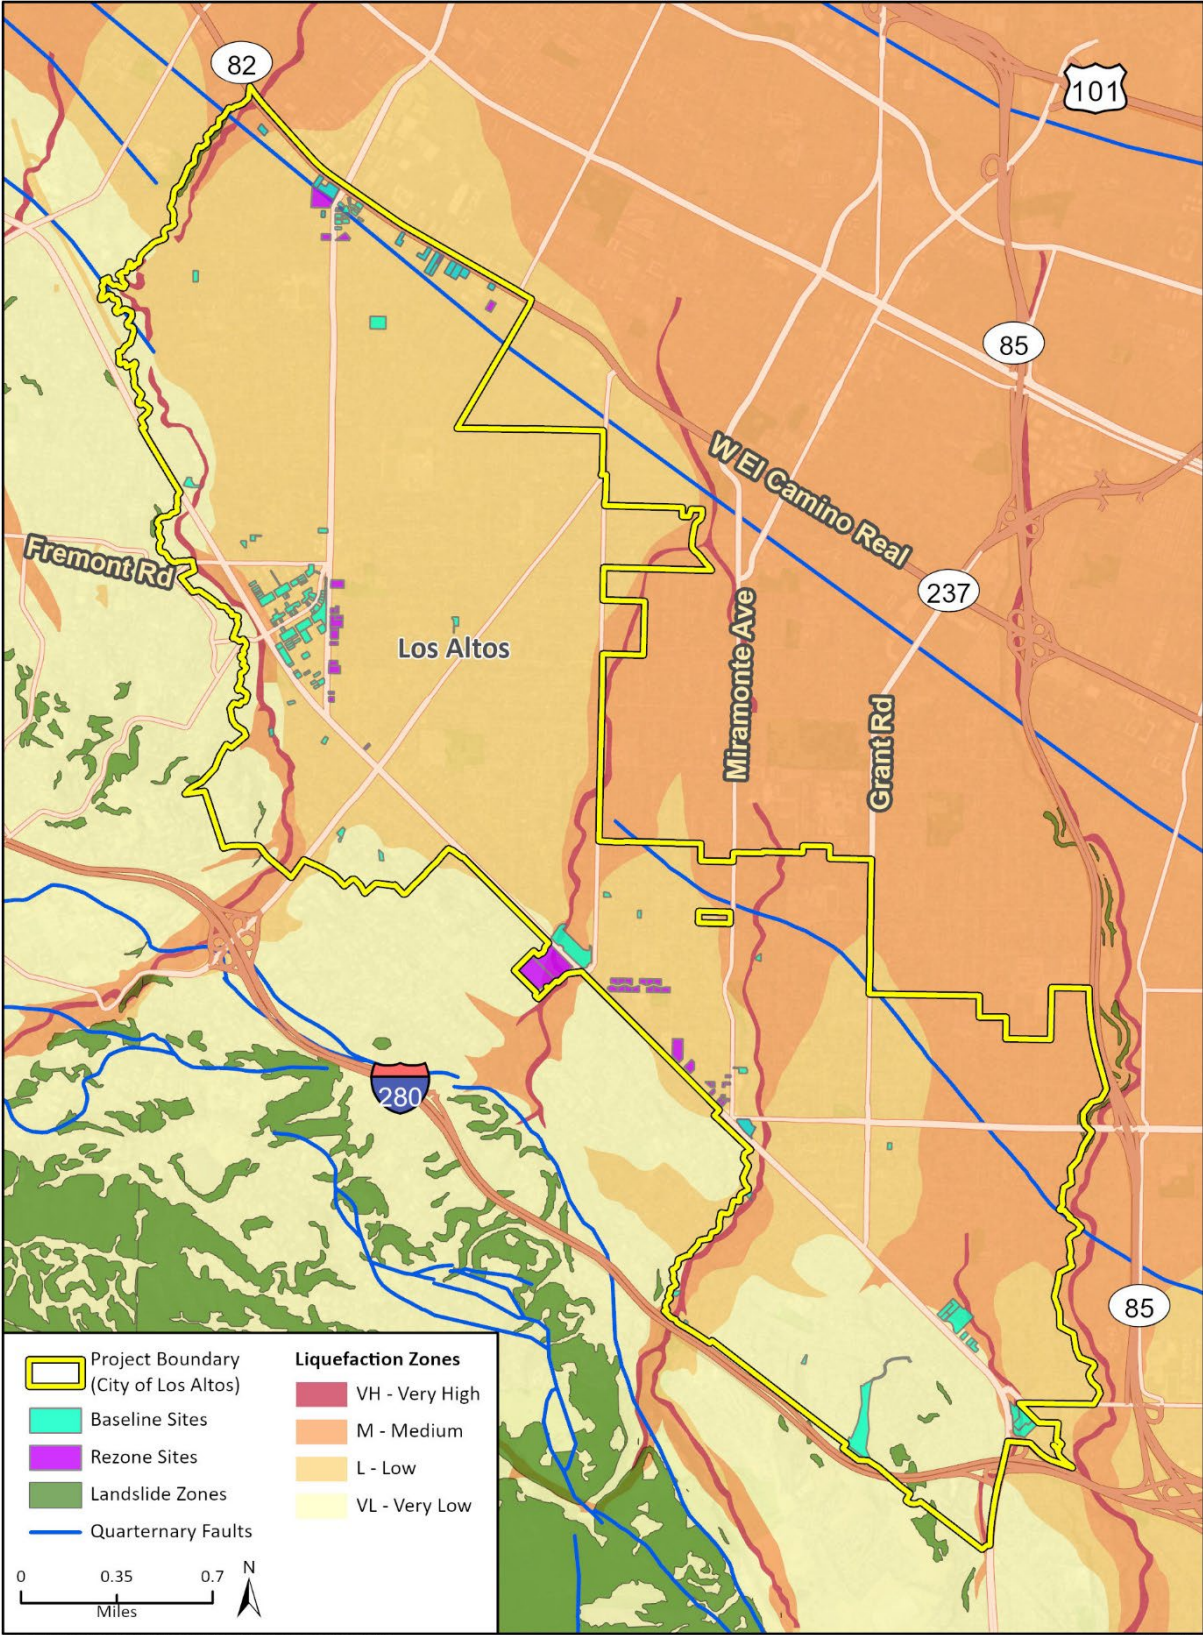 82
101
85
W El Camino Real
Fremont Rd
237
Los Altos
Miramonte Ave
Grant Rd
280
85
Project Boundary
(City of Los Altos)
Baseline Sites
Rezone Sites
Landslide Zones
Quarternary Faults
0 0.35 0.7
Miles
N
Liquefaction Zones
VH - Very High
M - Medium
L - Low
VL - Very Low